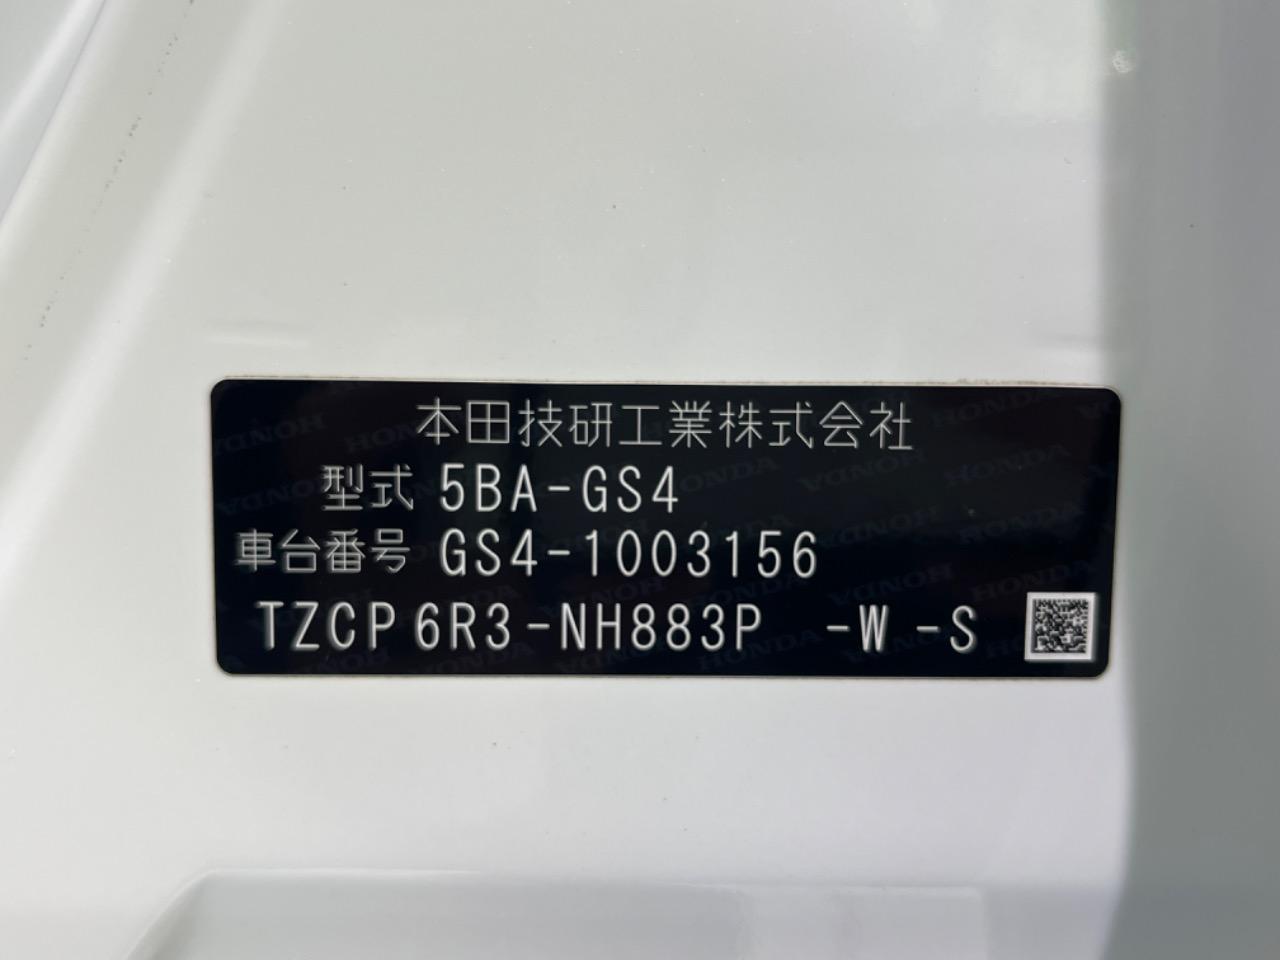 本田技研工業株式会社
型式 5BA-GS4
車台番号 GS4-1003156
TZCP 6R3-NH883P -W -S